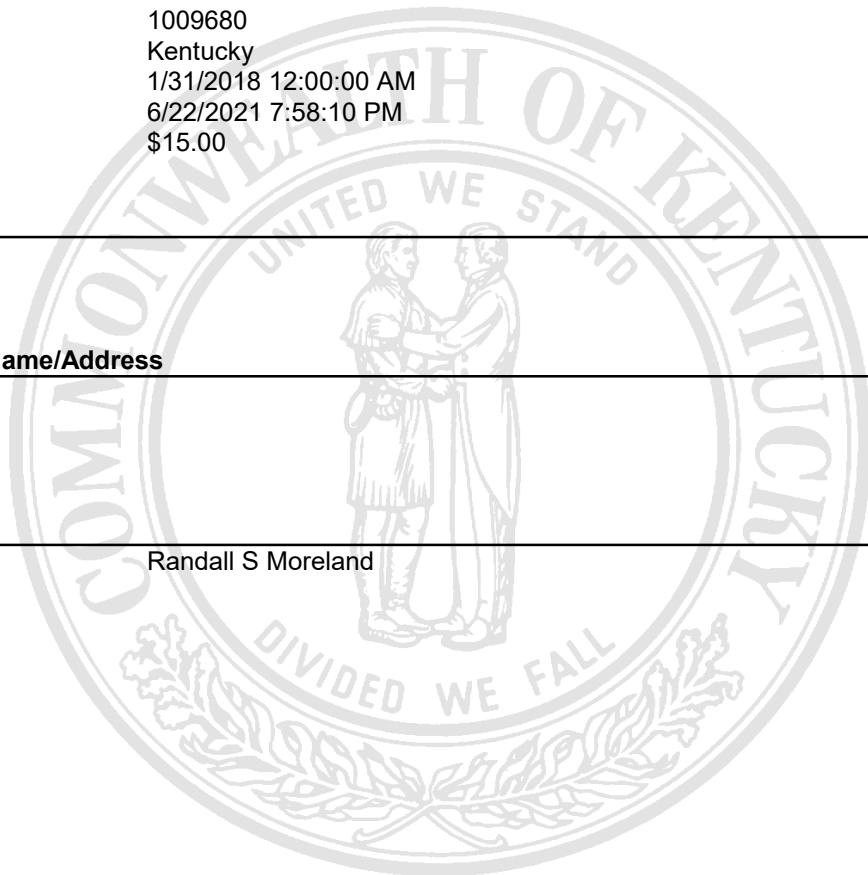 1009680
Kentucky
1/31/2018 12:00:00 AM
6/22/2021 7:58:10 PM
$15.00
COMMONWEALTH OF KENTUCKY
UNITED WE STAND
ame/Address
Randall S Moreland
DIVIDED WE FALL